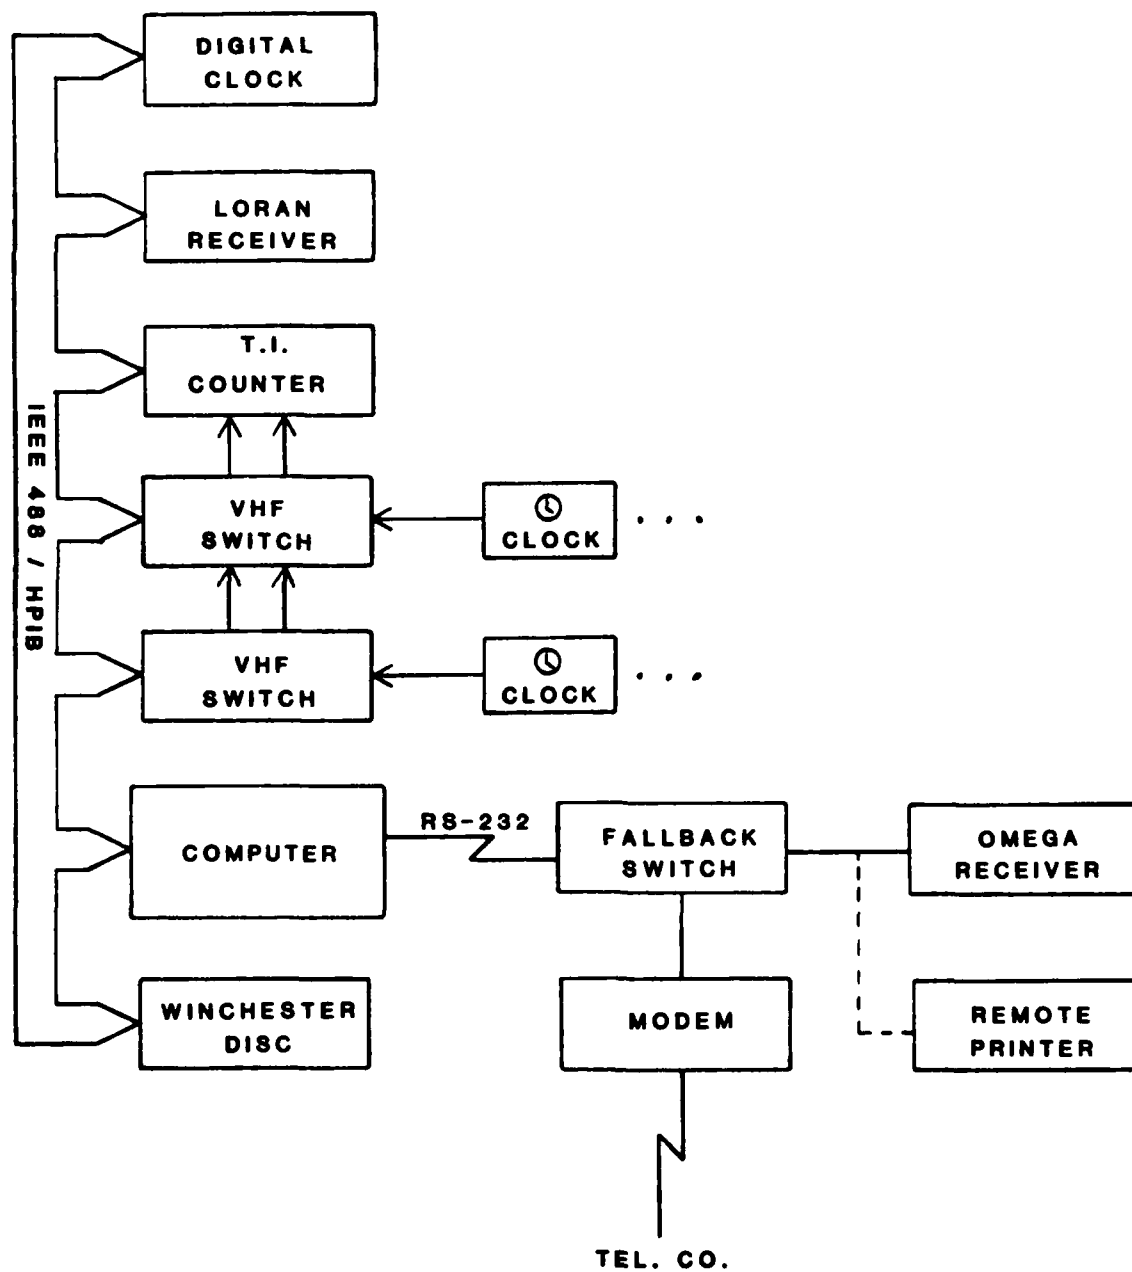 DIGITAL
CLOCK
LORAN
RECEIVER
T.I.
COUNTER
IEEE 488 / HPIB
VHF
SWITCH
CLOCK
. . .
VHF
SWITCH
CLOCK
. . .
COMPUTER
RS-232
FALLBACK
SWITCH
OMEGA
RECEIVER
WINCHESTER
DISC
MODEM
REMOTE
PRINTER
TEL. CO.